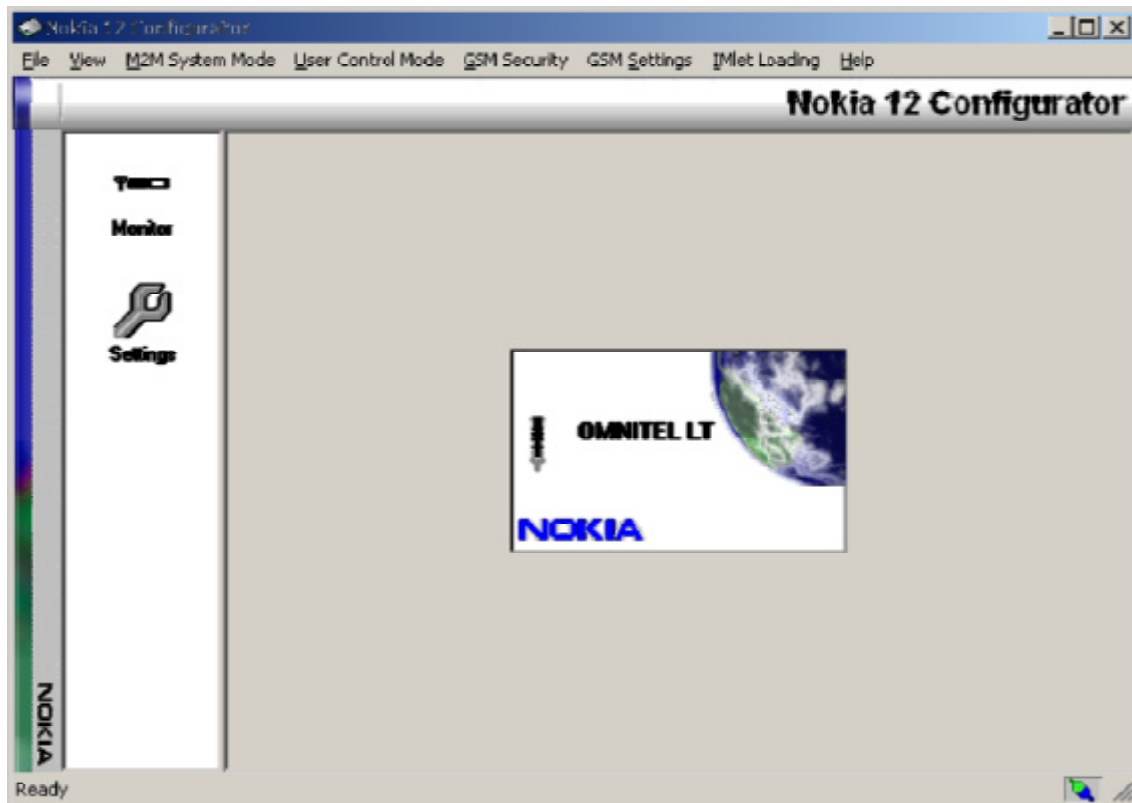 Nokia 12 Configurator
File View M2M System Mode User Control Mode GSM Security GSM Settings IMlet Loading Help
Nokia 12 Configurator
Monitor
Settings
OMNITEL LT
NOKIA
NOKIA
Ready